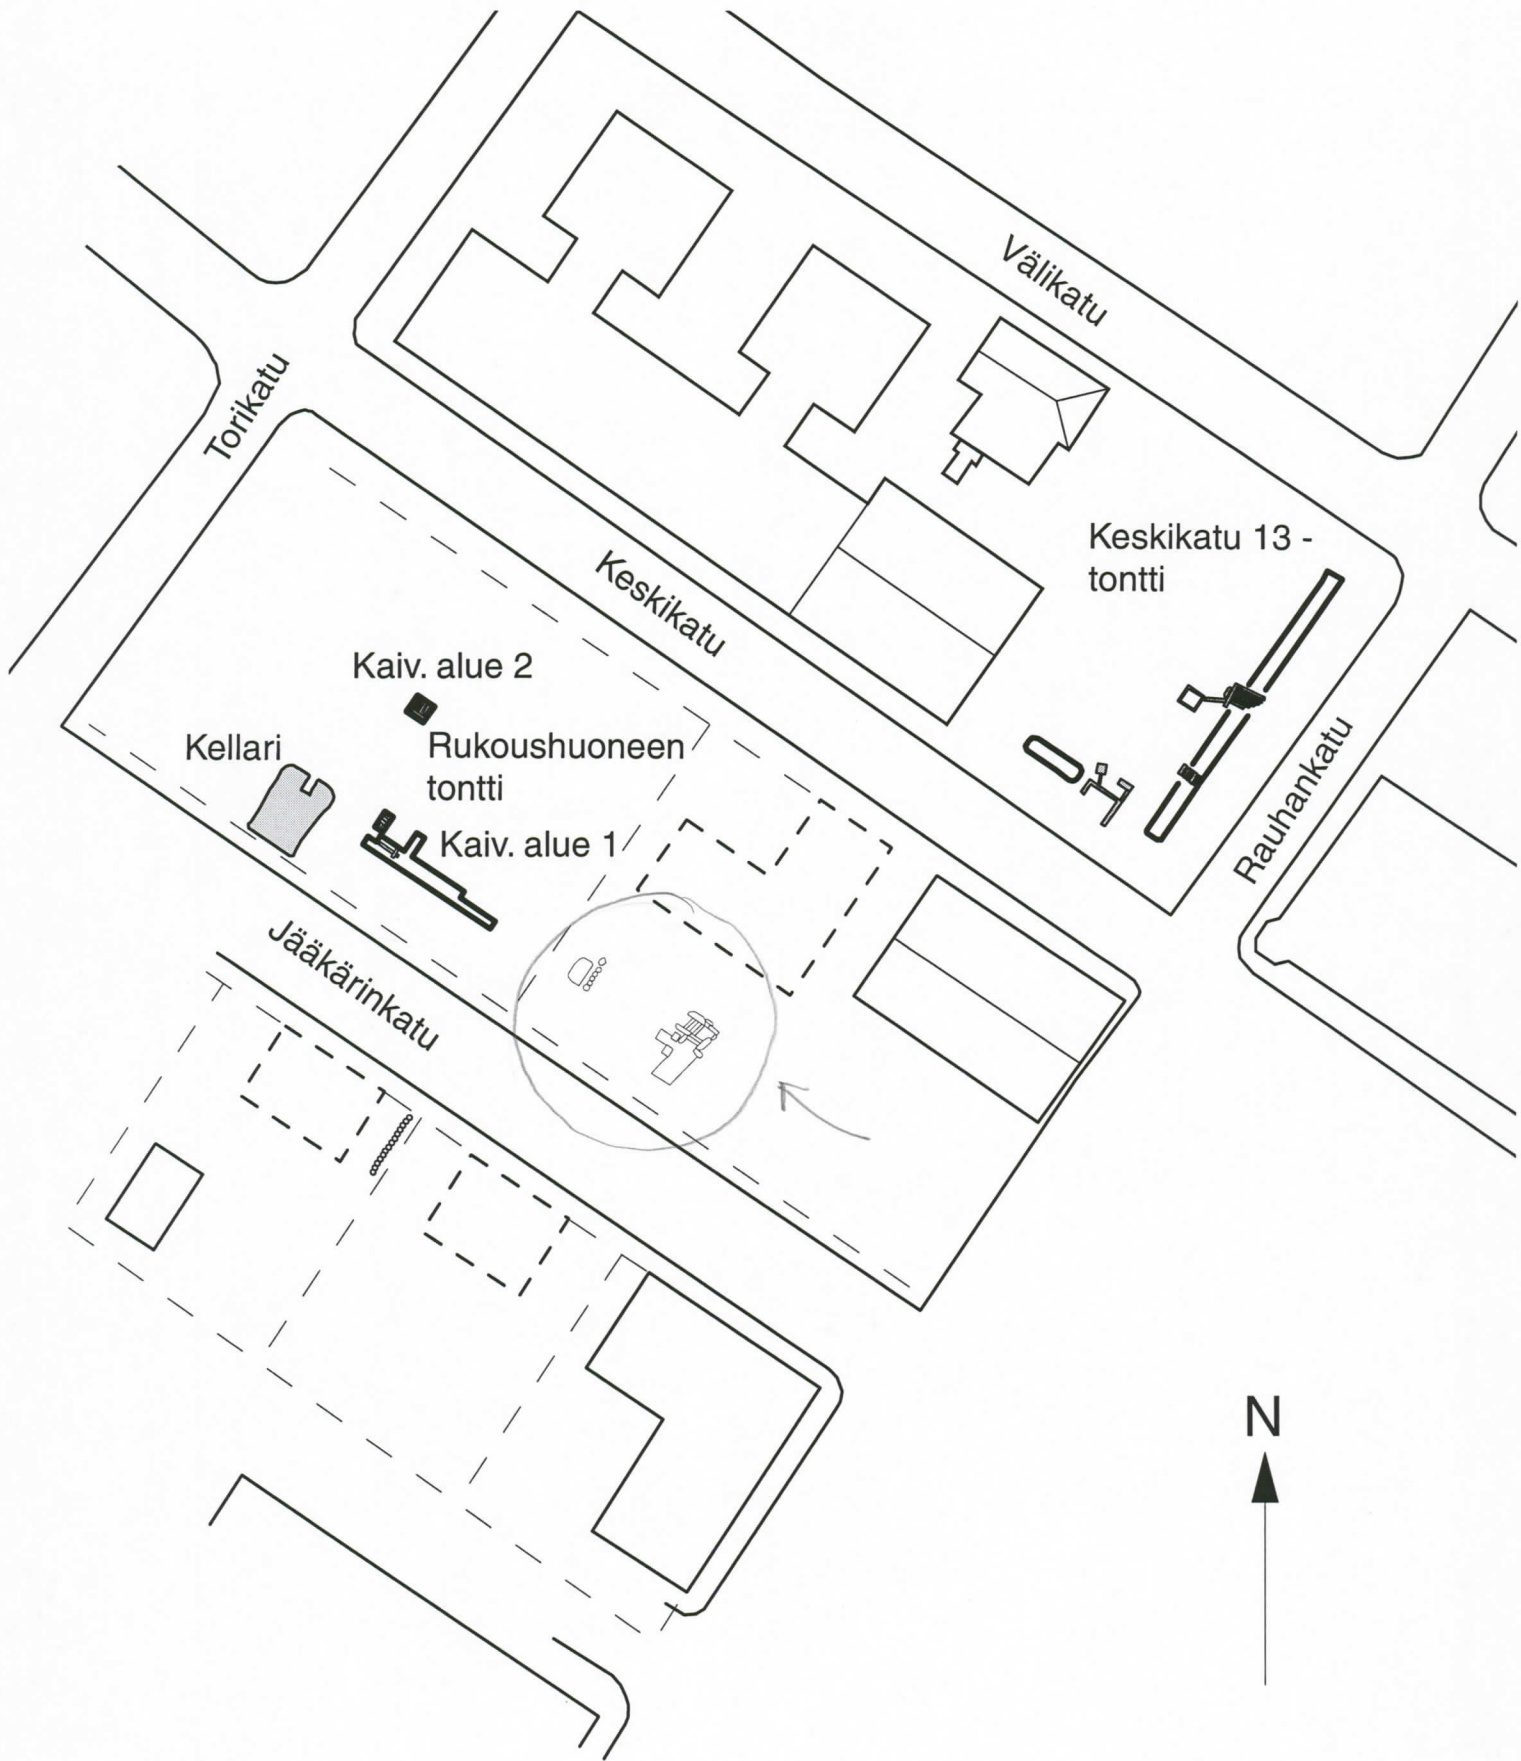 Välikatu
Torikatu
Keskikatu 13 -
tontti
Keskikatu
Kaiv. alue 2
Kellari
Rukoushuoneen
tontti
Kaiv. alue 1
Rauhankatu
Jääkärinkatu
N